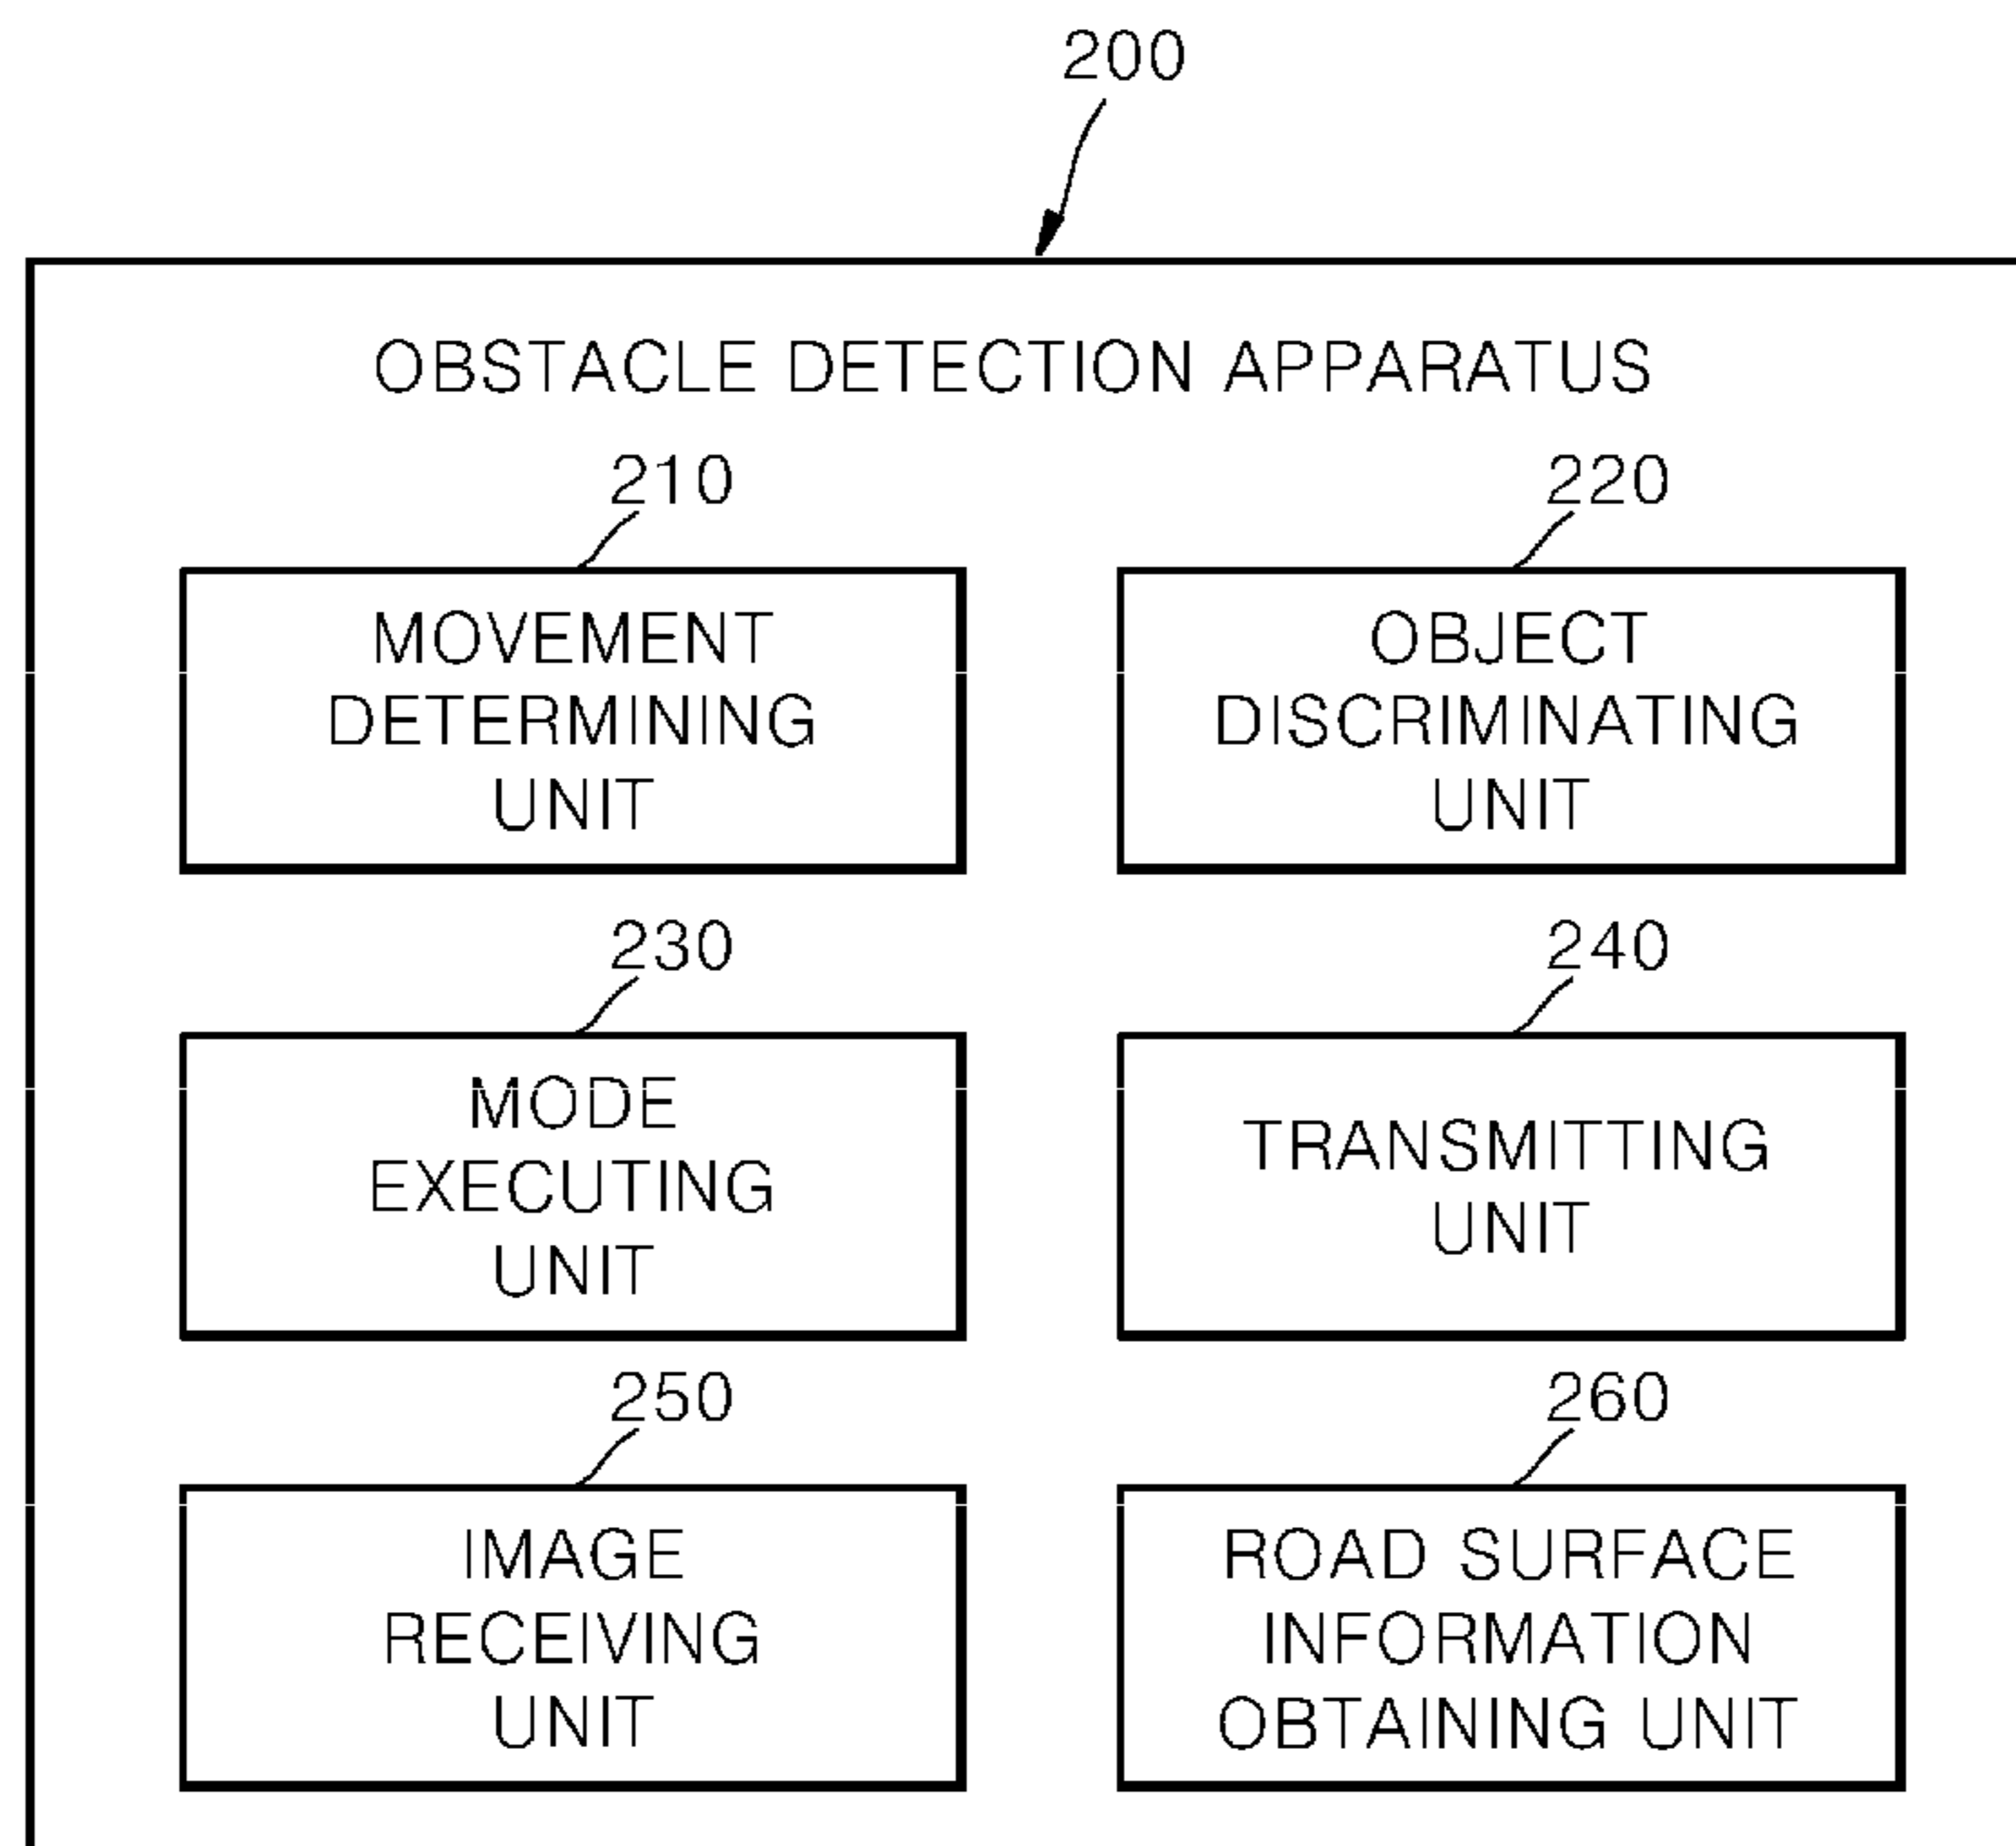 200
OBSTACLE DETECTION APPARATUS
210
MOVEMENT
DETERMINING
UNIT
220
OBJECT
DISCRIMINATING
UNIT
230
MODE
EXECUTING
UNIT
240
TRANSMITTING
UNIT
250
IMAGE
RECEIVING
UNIT
260
ROAD SURFACE
INFORMATION
OBTAINING UNIT